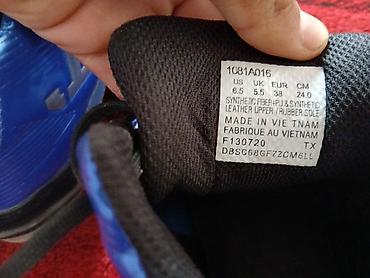 1081A016
US UK EUR CM
6.5 5.5 38 24.0
SYNTHETIC FIBER+PU & SYNTHETIC
LEATHER UPPER / RUBBER SOLE
MADE IN VIETNAM
FABRIQUE AU VIETNAM
F130720 TX